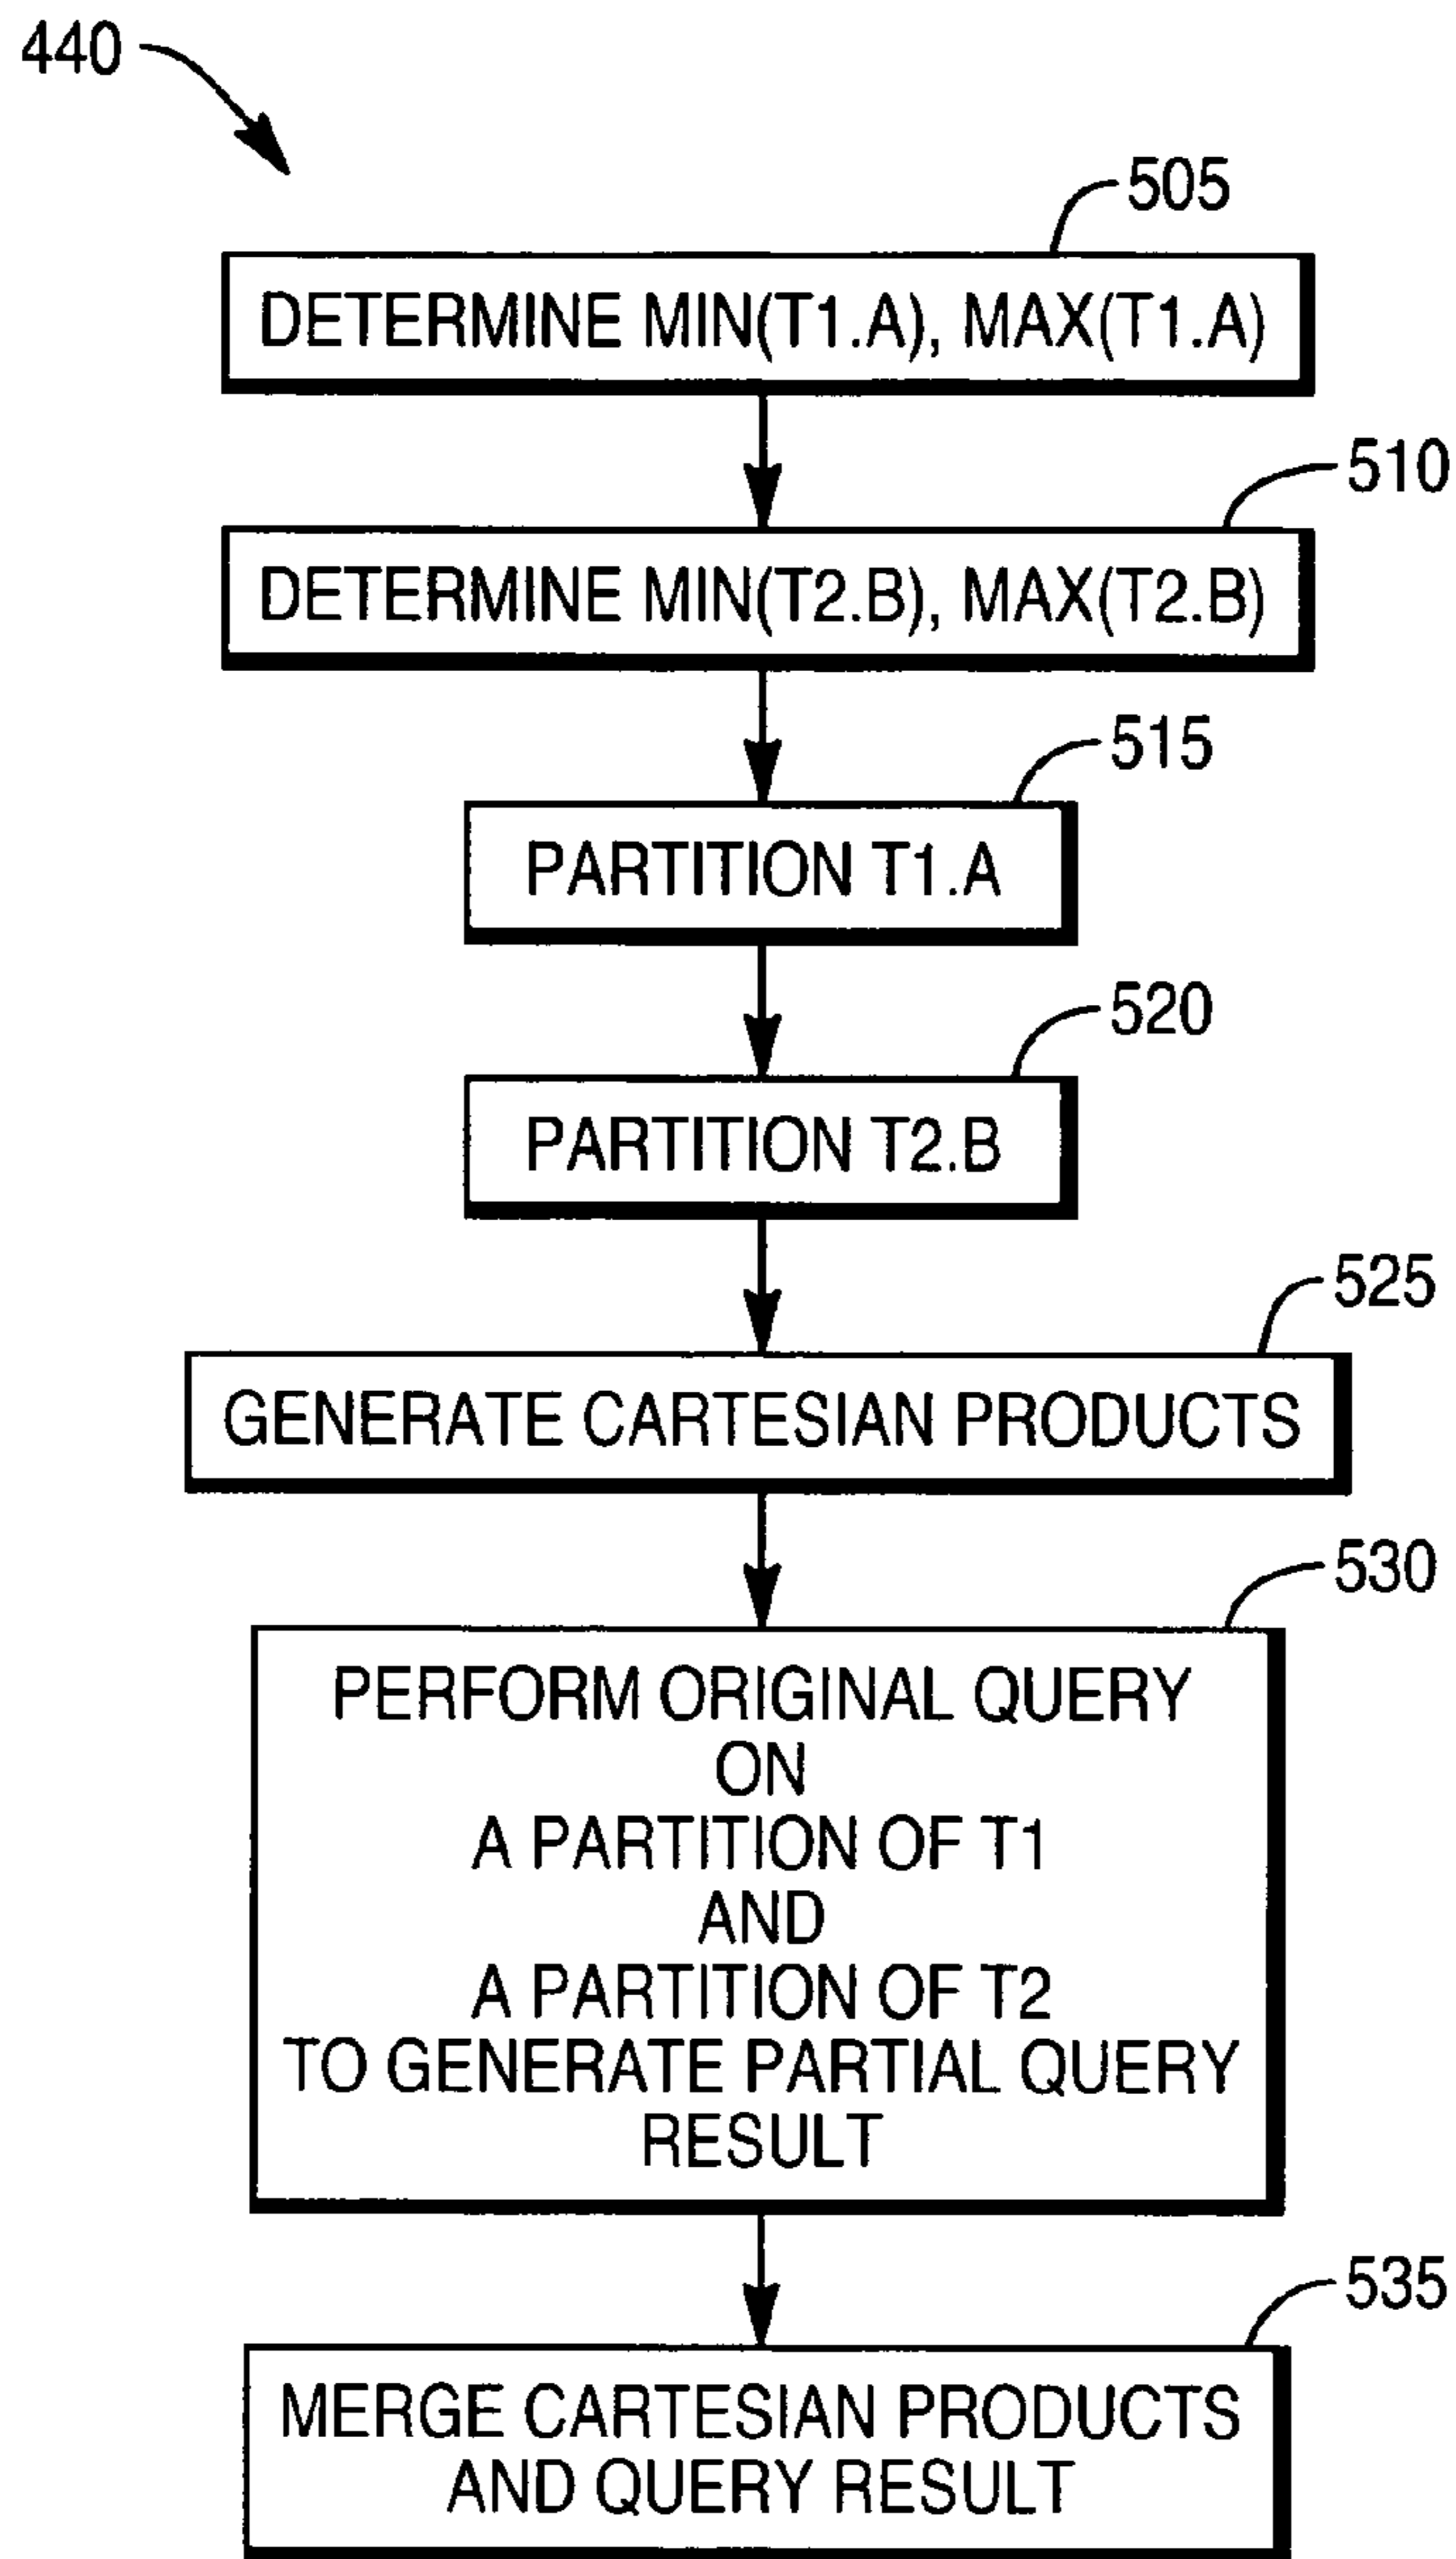 440
505
DETERMINE MIN(T1.A), MAX(T1.A)
510
DETERMINE MIN(T2.B), MAX(T2.B)
515
PARTITION T1.A
520
PARTITION T2.B
525
GENERATE CARTESIAN PRODUCTS
530
PERFORM ORIGINAL QUERY
ON
A PARTITION OF T1
AND
A PARTITION OF T2
TO GENERATE PARTIAL QUERY
RESULT
535
MERGE CARTESIAN PRODUCTS
AND QUERY RESULT